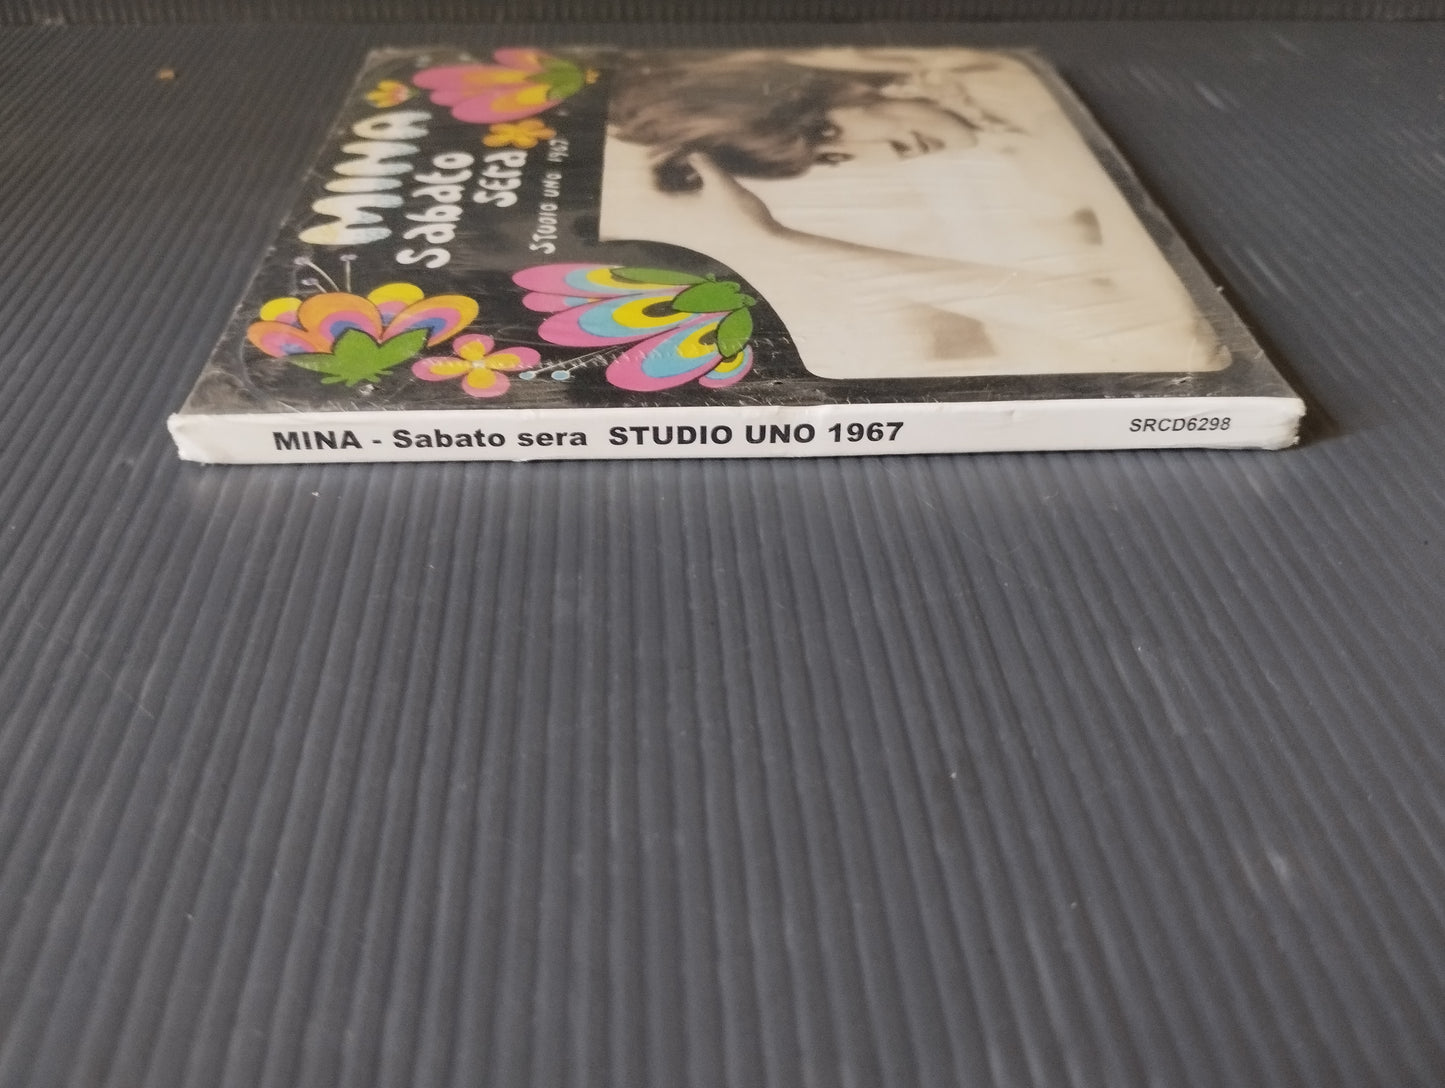 MINA
sabato
sera
STUDIO UNO 1967
MINA - Sabato sera STUDIO UNO 1967
SRCD6298